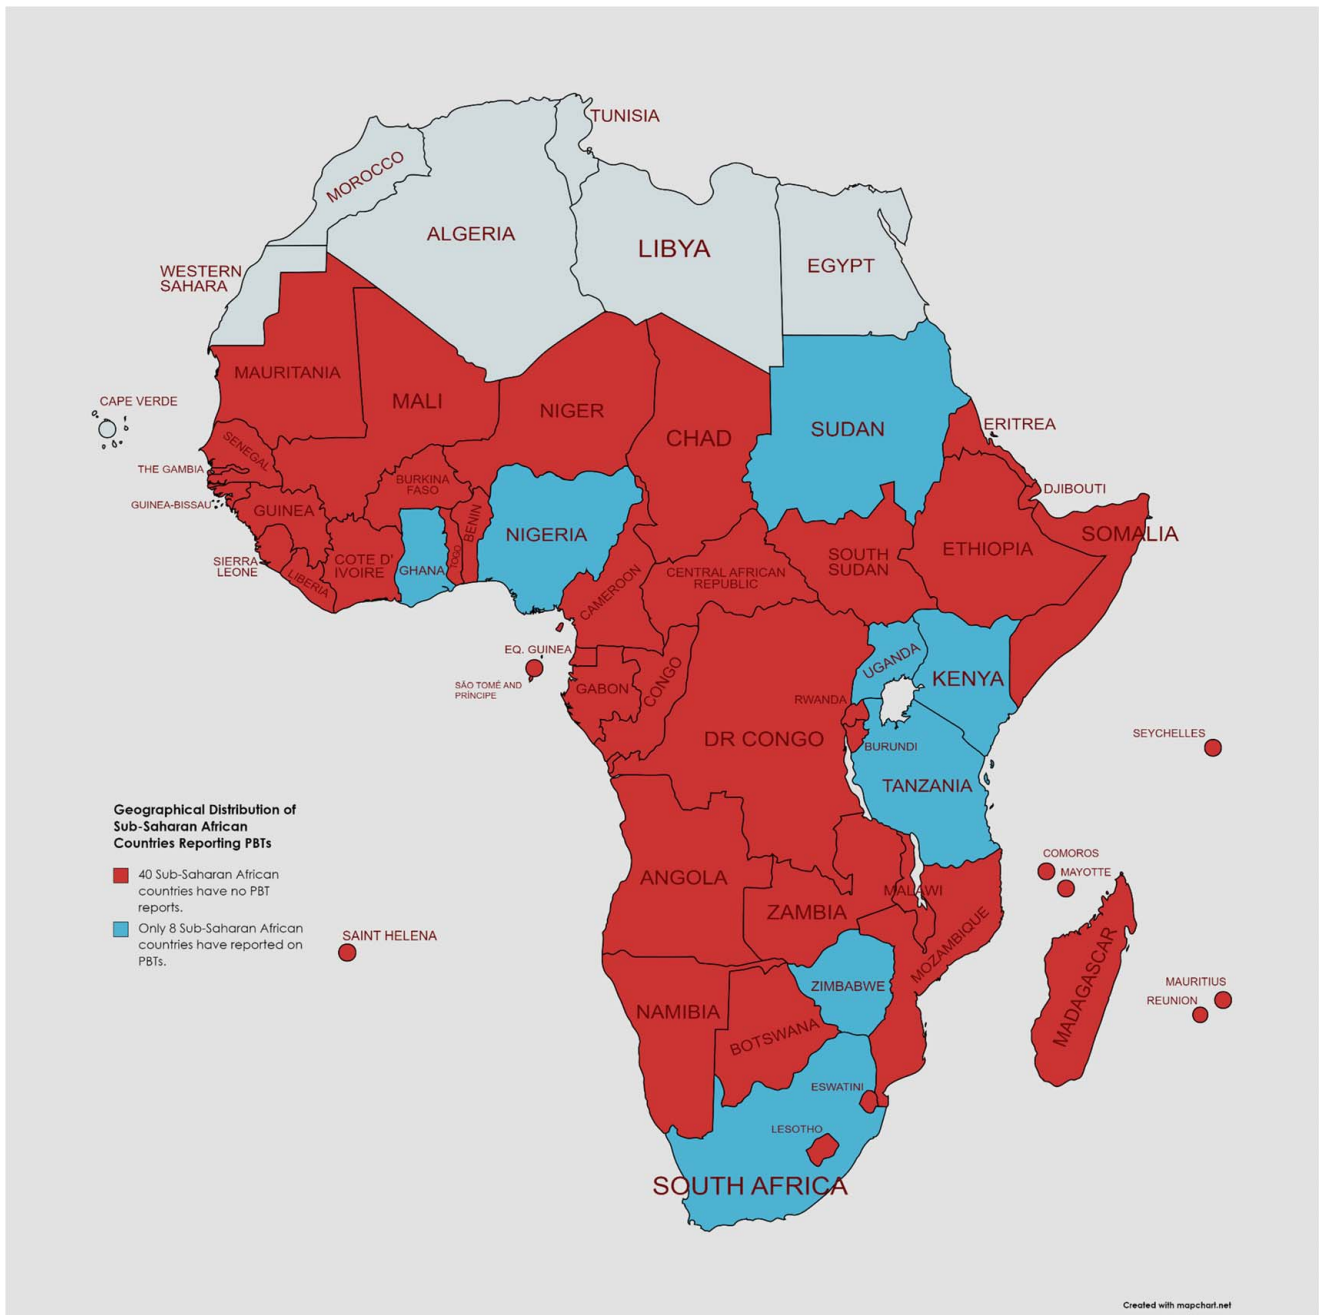 TUNISIA
MOROCCO
ALGERIA
LIBYA
EGYPT
WESTERN
SAHARA
MAURITANIA
MALI
NIGER
CHAD
SUDAN
ERITREA
CAPE VERDE
SENEGAL
THE GAMBIA
GUINEA-BISSAU
GUINEA
SIERRA
LEONE
LIBERIA
COTE D'
IVOIRE
BURKINA
FASO
GHANA
TOGO
BENIN
NIGERIA
CAMEROON
CENTRAL AFRICAN
REPUBLIC
SOUTH
SUDAN
ETHIOPIA
DJIBOUTI
SOMALIA
EQ. GUINEA
SÃO TOMÉ AND
PRÍNCIPE
GABON
CONGO
DR CONGO
UGANDA
KENYA
RWANDA
BURUNDI
TANZANIA
SEYCHELLES
COMOROS
MAYOTTE
ANGOLA
ZAMBIA
MALAWI
MOZAMBIQUE
MADAGASCAR
MAURITIUS
REUNION
SAINT HELENA
NAMIBIA
BOTSWANA
ZIMBABWE
ESWATINI
LESOTHO
SOUTH AFRICA
Geographical Distribution of
Sub-Saharan African
Countries Reporting PBTs
40 Sub-Saharan African
countries have no PBT
reports.
Only 8 Sub-Saharan African
countries have reported on
PBTs.
Created with mapchart.net